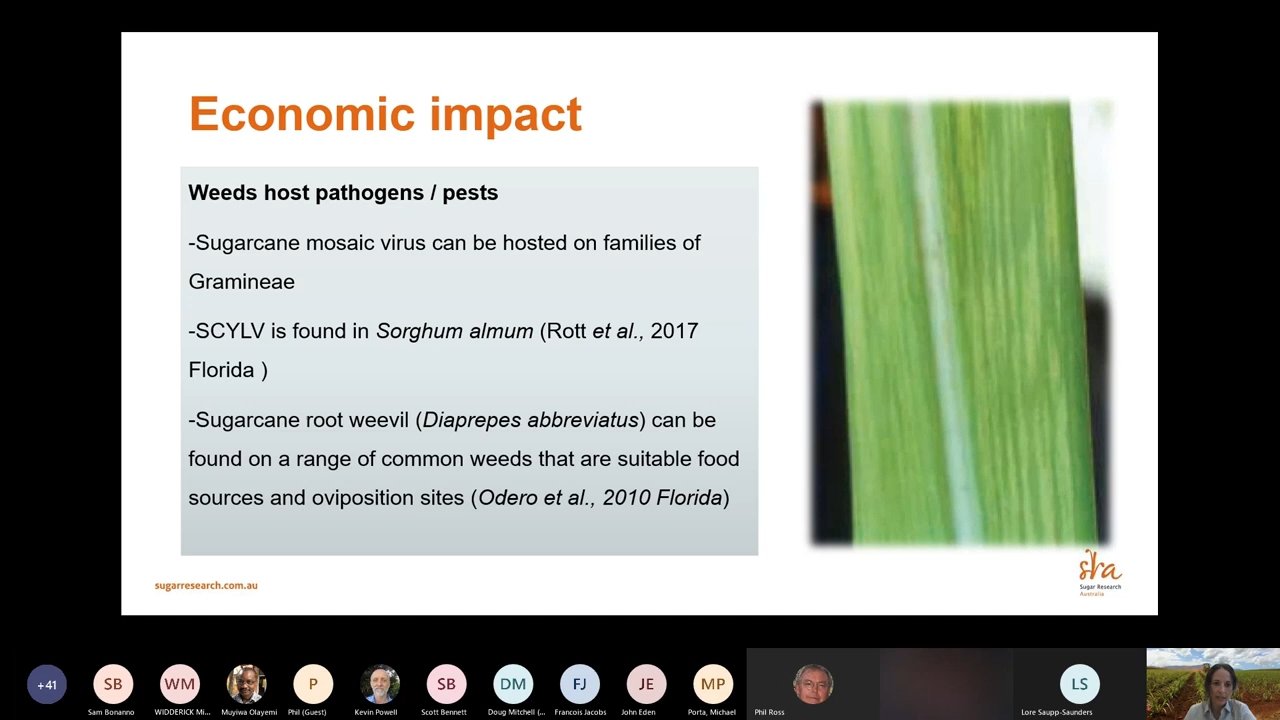 Economic impact
Weeds host pathogens / pests
-Sugarcane mosaic virus can be hosted on families of
Gramineae
-SCYLV is found in Sorghum almum (Rott et al., 2017
Florida )
-Sugarcane root weevil (Diaprepes abbreviatus) can be
found on a range of common weeds that are suitable food
sources and oviposition sites (Odero et al., 2010 Florida)
sugarresearch.com.au
sra
Sugar Research
Australia
+41
SB
WM
P
SB
DM
FJ
JE
MP
LS
Sam Bonanno
WIDDERICK Mi...
Muyiwa Olayemi
Phil (Guest)
Kevin Powell
Scott Bennett
Doug Mitchell (...
Francois Jacobs
John Eden
Porta, Michael
Phil Ross
Lore Saupp-Saunders